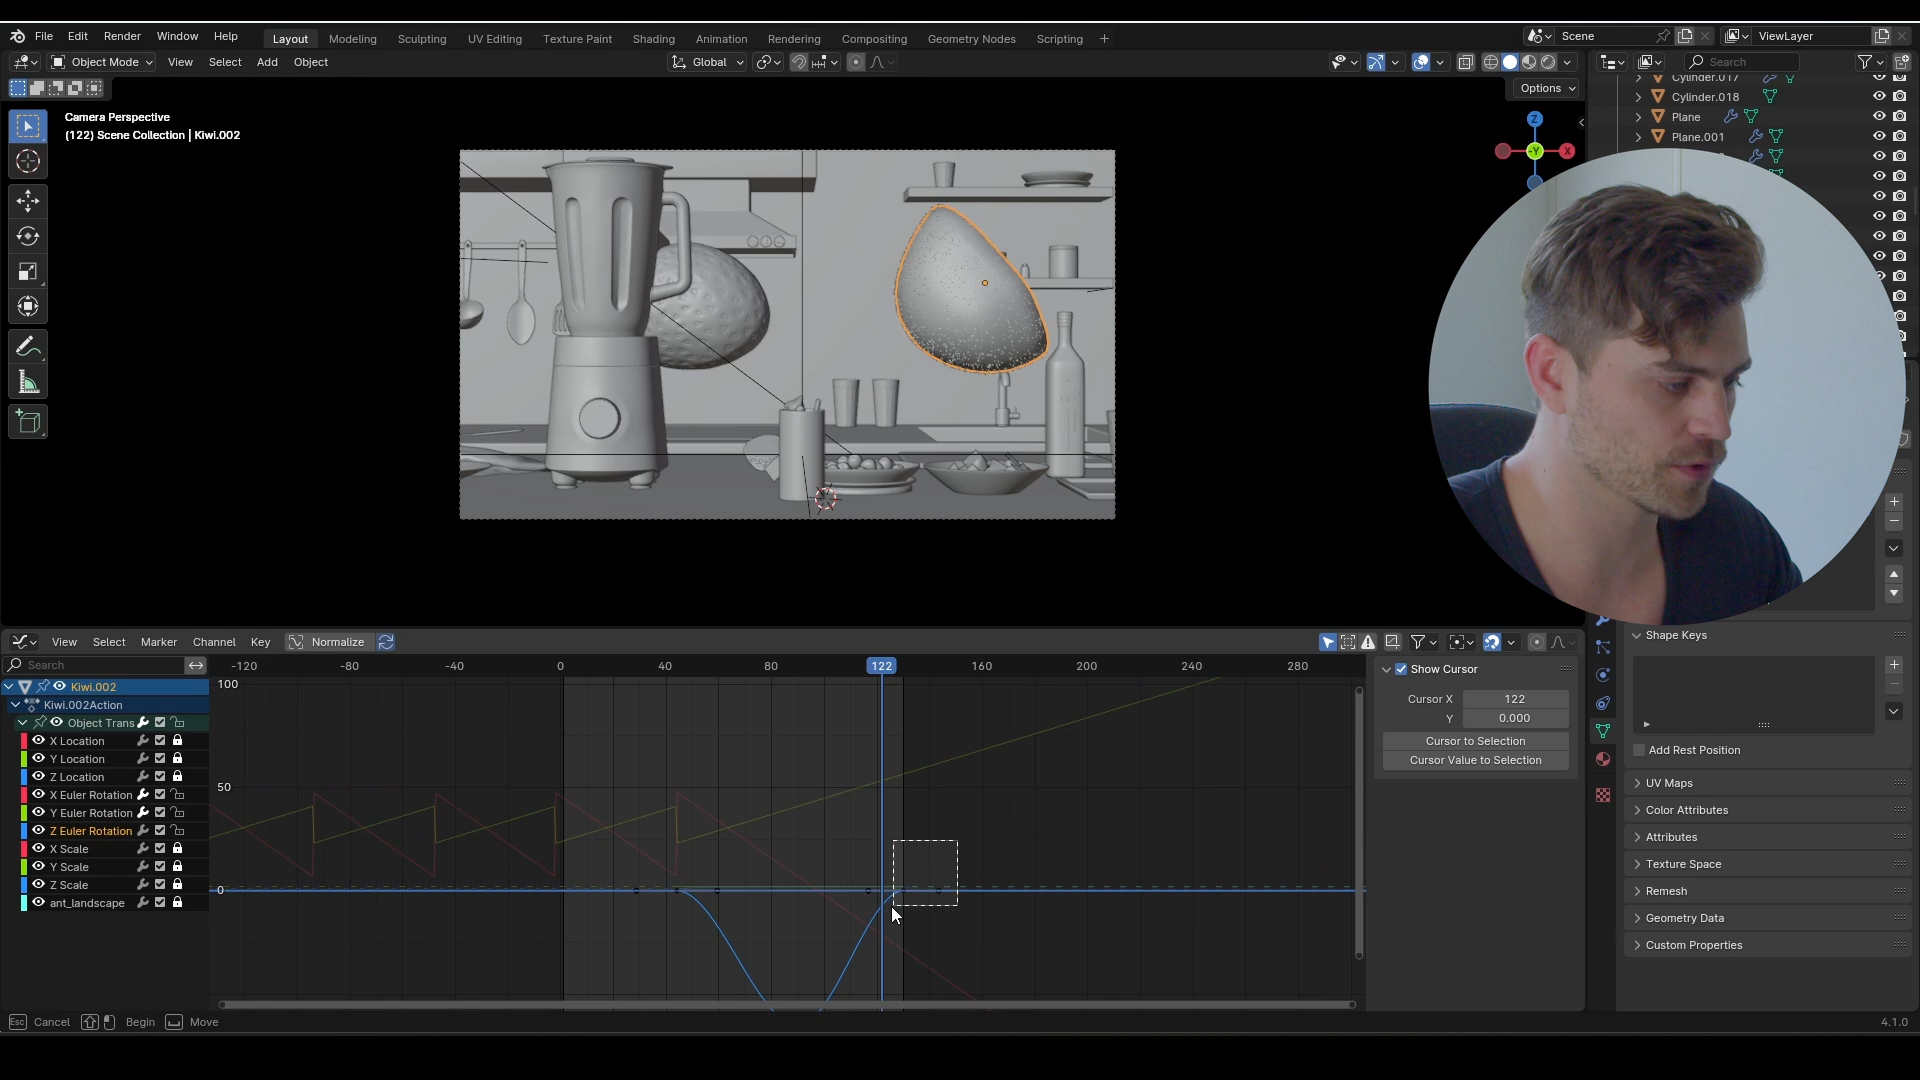 File Edit Render Window Help
Layout Modeling Sculpting UV Editing Texture Paint Shading Animation Rendering Compositing Geometry Nodes Scripting +
Scene
ViewLayer
Object Mode View Select Add Object
Global
Search
Options
Camera Perspective
(122) Scene Collection | Kiwi.002
Z
-Y
X
Cylinder.017
Cylinder.018
Plane
Plane.001
View Select Marker Channel Key Normalize
Search
-120 -80 -40 0 40 80 122 160 200 240 280
100
50
0
Kiwi.002
Kiwi.002Action
Object Trans
X Location
Y Location
Z Location
X Euler Rotation
Y Euler Rotation
Z Euler Rotation
X Scale
Y Scale
Z Scale
ant_landscape
Show Cursor
Cursor X 122
Y 0.000
Cursor to Selection
Cursor Value to Selection
Shape Keys
Add Rest Position
UV Maps
Color Attributes
Attributes
Texture Space
Remesh
Geometry Data
Custom Properties
Esc Cancel Begin Move
4.1.0